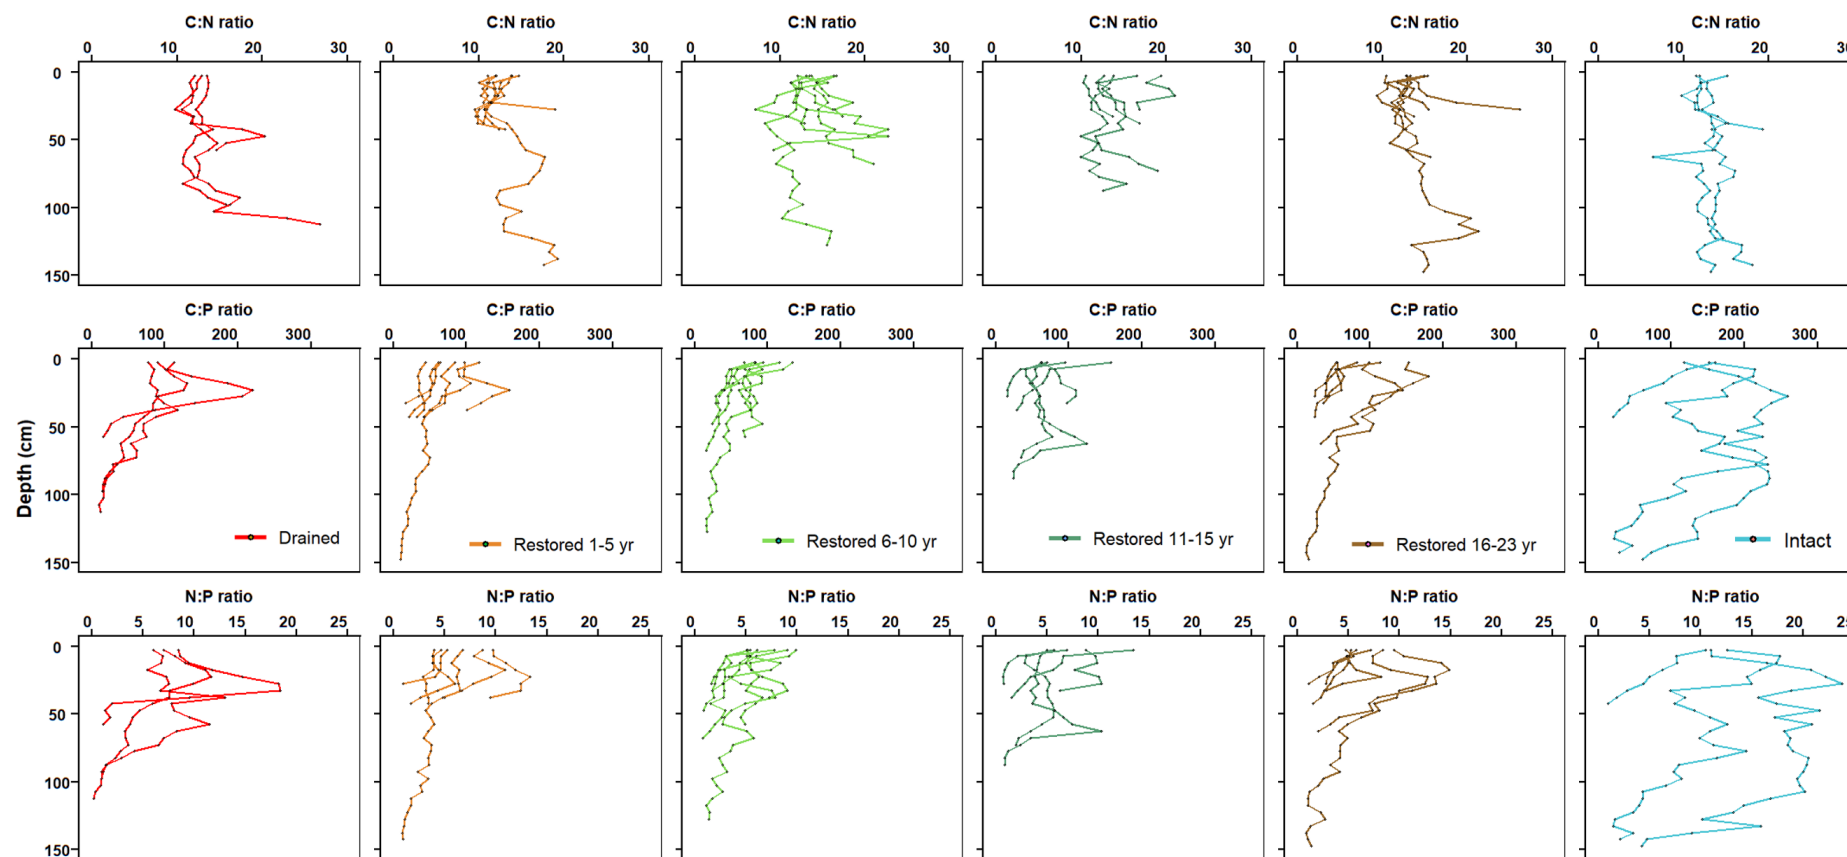 C:N ratio C:N ratio C:N ratio C:N ratio C:N ratio C:N ratio
0 10 20 30 0 10 20 30 0 10 20 30 0 10 20 30 0 10 20 30 0 10 20 30
0
50
100
150
C:P ratio C:P ratio C:P ratio C:P ratio C:P ratio C:P ratio
0 100 200 300 0 100 200 300 0 100 200 300 0 100 200 300 0 100 200 300 0 100 200 300
0
50
100
150
Depth (cm)
Drained
Restored 1-5 yr
Restored 6-10 yr
Restored 11-15 yr
Restored 16-23 yr
Intact
N:P ratio N:P ratio N:P ratio N:P ratio N:P ratio N:P ratio
0 5 10 15 20 25 0 5 10 15 20 25 0 5 10 15 20 25 0 5 10 15 20 25 0 5 10 15 20 25 0 5 10 15 20 25
0
50
100
150